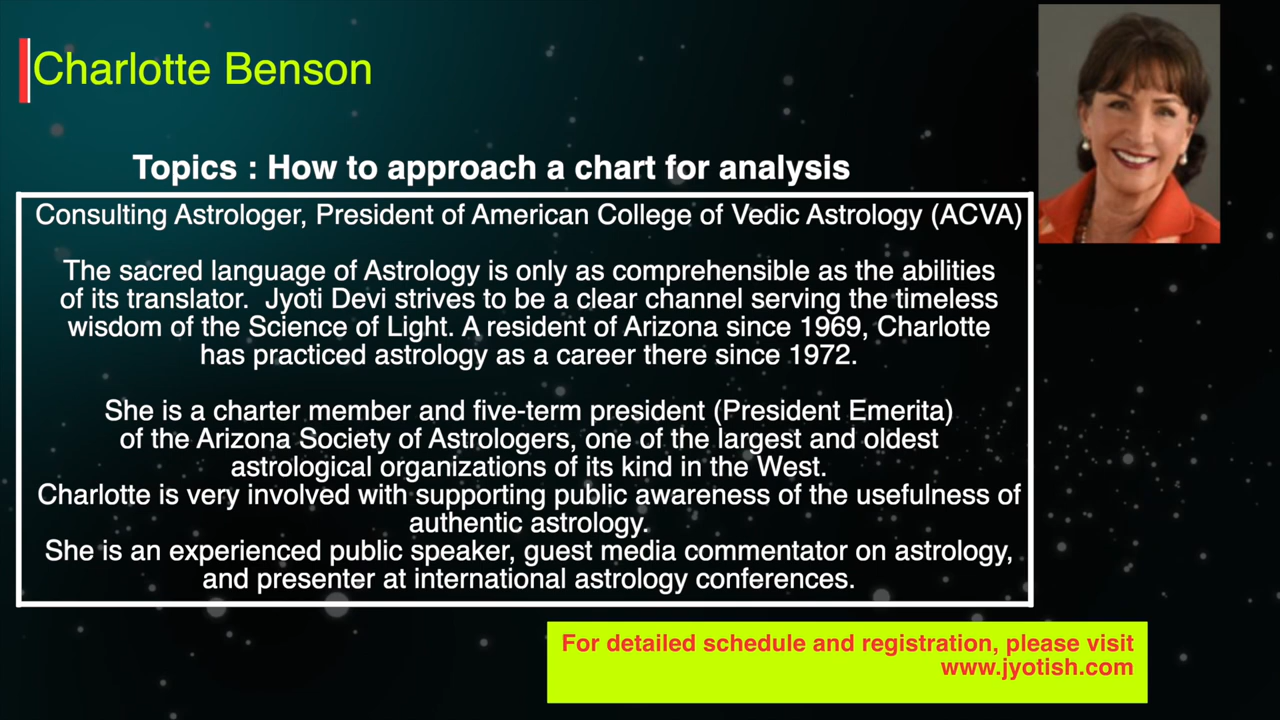 Charlotte Benson
Topics : How to approach a chart for analysis
Consulting Astrologer, President of American College of Vedic Astrology (ACVA)
The sacred language of Astrology is only as comprehensible as the abilities
of its translator.  Jyoti Devi strives to be a clear channel serving the timeless
wisdom of the Science of Light. A resident of Arizona since 1969, Charlotte
has practiced astrology as a career there since 1972.
She is a charter member and five-term president (President Emerita)
of the Arizona Society of Astrologers, one of the largest and oldest
astrological organizations of its kind in the West.
Charlotte is very involved with supporting public awareness of the usefulness of
authentic astrology.
She is an experienced public speaker, guest media commentator on astrology,
and presenter at international astrology conferences.
For detailed schedule and registration, please visit
www.jyotish.com